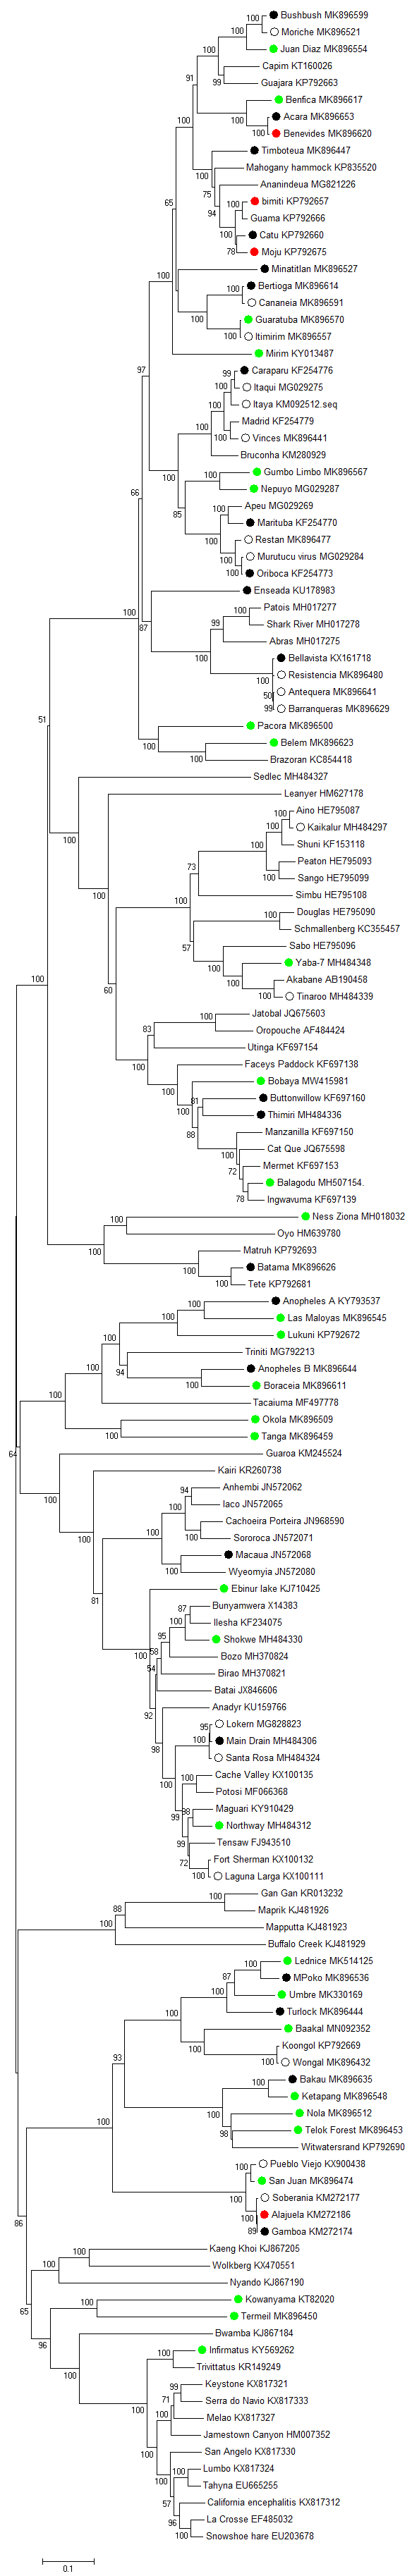 Bushbush MK896599
Moriche MK896521
Juan Diaz MK896554
Capim KT160026
Guajara KP792663
Benfica MK896617
Acara MK896653
Benevides MK896620
Timboteua MK896447
Mahogany hammock KP835520
Ananindeua MG821226
bimiti KP792657
Guama KP792666
Catu KP792660
Moju KP792675
Minatitlan MK896527
Bertioga MK896614
Cananeia MK896591
Guaratuba MK896570
Itimirim MK896557
Mirim KY013487
Caraparu KF254776
Itaqui MG029275
Itaya KM092512.seq
Madrid KF254779
Vinces MK896441
Bruconha KM280929
Gumbo Limbo MK896567
Nepuyo MG029287
Apeu MG029269
Marituba KF254770
Restan MK896477
Murutucu virus MG029284
Oriboca KF254773
Enseada KU178983
Patois MH017277
Shark River MH017278
Abras MH017275
Bellavista KX161718
Resistencia MK896480
Antequera MK896641
Barranqueras MK896629
Pacora MK896500
Belem MK896623
Brazoran KC854418
Sedlec MH484327
Leanyer HM627178
Aino HE795087
Kaikalur MH484297
Shuni KF153118
Peaton HE795093
Sango HE795099
Simbu HE795108
Douglas HE795090
Schmallenberg KC355457
Sabo HE795096
Yaba-7 MH484348
Akabane AB190458
Tinaroo MH484339
Jatobal JQ675603
Oropouche AF484424
Utinga KF697154
Faceys Paddock KF697138
Bobaya MW415981
Buttonwillow KF697160
Thimiri MH484336
Manzanilla KF697150
Cat Que JQ675598
Mermet KF697153
Balagodu MH507154.
Ingwavuma KF697139
Ness Ziona MH018032
Oyo HM639780
Matruh KP792693
Batama MK896626
Tete KP792681
Anopheles A KY793537
Las Maloyas MK896545
Lukuni KP792672
Triniti MG792213
Anopheles B MK896644
Boraceia MK896611
Tacaiuma MF497778
Okola MK896509
Tanga MK896459
Guaroa KM245524
Kairi KR260738
Anhembi JN572062
Iaco JN572065
Cachoeira Porteira JN968590
Sororoca JN572071
Macaua JN572068
Wyeomyia JN572080
Ebinur lake KJ710425
Bunyamwera X14383
Ilesha KF234075
Shokwe MH484330
Bozo MH370824
Birao MH370821
Batai JX846606
Anadyr KU159766
Lokern MG828823
Main Drain MH484306
Santa Rosa MH484324
Cache Valley KX100135
Potosi MF066368
Maguari KY910429
Northway MH484312
Tensaw FJ943510
Fort Sherman KX100132
Laguna Larga KX100111
Gan Gan KR013232
Maprik KJ481926
Mapputta KJ481923
Buffalo Creek KJ481929
Lednice MK514125
MPoko MK896536
Umbre MK330169
Turlock MK896444
Baakal MN092352
Koongol KP792669
Wongal MK896432
Bakau MK896635
Ketapang MK896548
Nola MK896512
Telok Forest MK896453
Witwatersrand KP792690
Pueblo Viejo KX900438
San Juan MK896474
Soberania KM272177
Alajuela KM272186
Gamboa KM272174
Kaeng Khoi KJ867205
Wolkberg KX470551
Nyando KJ867190
Kowanyama KT82020
Termeil MK896450
Bwamba KJ867184
Infirmatus KY569262
Trivittatus KR149249
Keystone KX817321
Serra do Navio KX817333
Melao KX817327
Jamestown Canyon HM007352
San Angelo KX817330
Lumbo KX817324
Tahyna EU665255
California encephalitis KX817312
La Crosse EF485032
Snowshoe hare EU203678
0.1